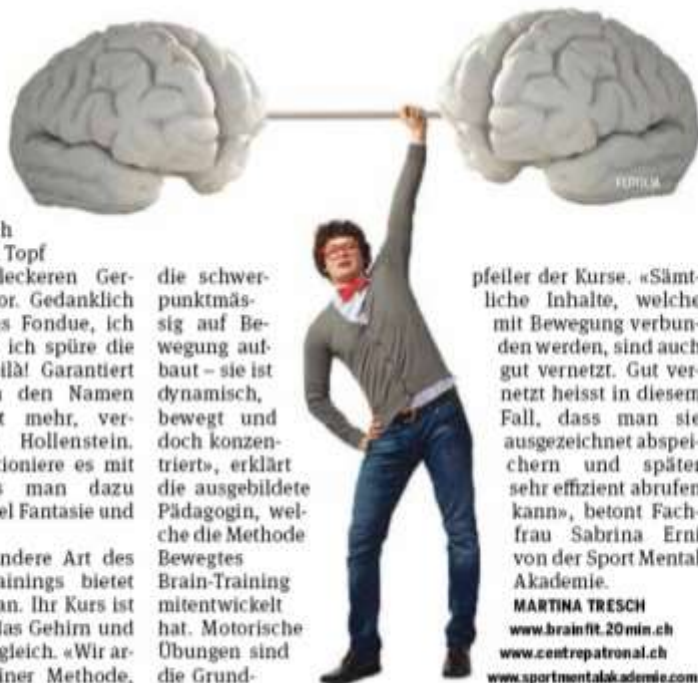 FOTOLIA
h
Topf
leckeren Ger-
or. Gedanklich
s Fondue, ich
ich spüre die
ilà! Garantiert
n den Namen
t mehr, ver-
Hollenstein.
tioniere es mit
s man dazu
el Fantasie und
ndere Art des
ainings bietet
an. Ihr Kurs ist
las Gehirn und
gleich. «Wir ar-
iner Methode,
die schwer-
punktmäs-
sig auf Be-
wegung auf-
baut – sie ist
dynamisch,
bewegt und
doch konzen-
triert», erklärt
die ausgebildete
Pädagogin, wel-
che die Methode
Bewegtes
Brain-Training
mitentwickelt
hat. Motorische
Übungen sind
die Grund-
pfeiler der Kurse. «Sämt-
liche Inhalte, welche
mit Bewegung verbun-
den werden, sind auch
gut vernetzt. Gut ver-
netzt heisst in diesem
Fall, dass man sie
ausgezeichnet abspei-
chern und später
sehr effizient abrufen
kann», betont Fach-
frau Sabrina Erni
von der Sport Mental
Akademie.
MARTINA TRESCH
www.brainfit.20min.ch
www.centrepatronal.ch
www.sportmentalakademie.com